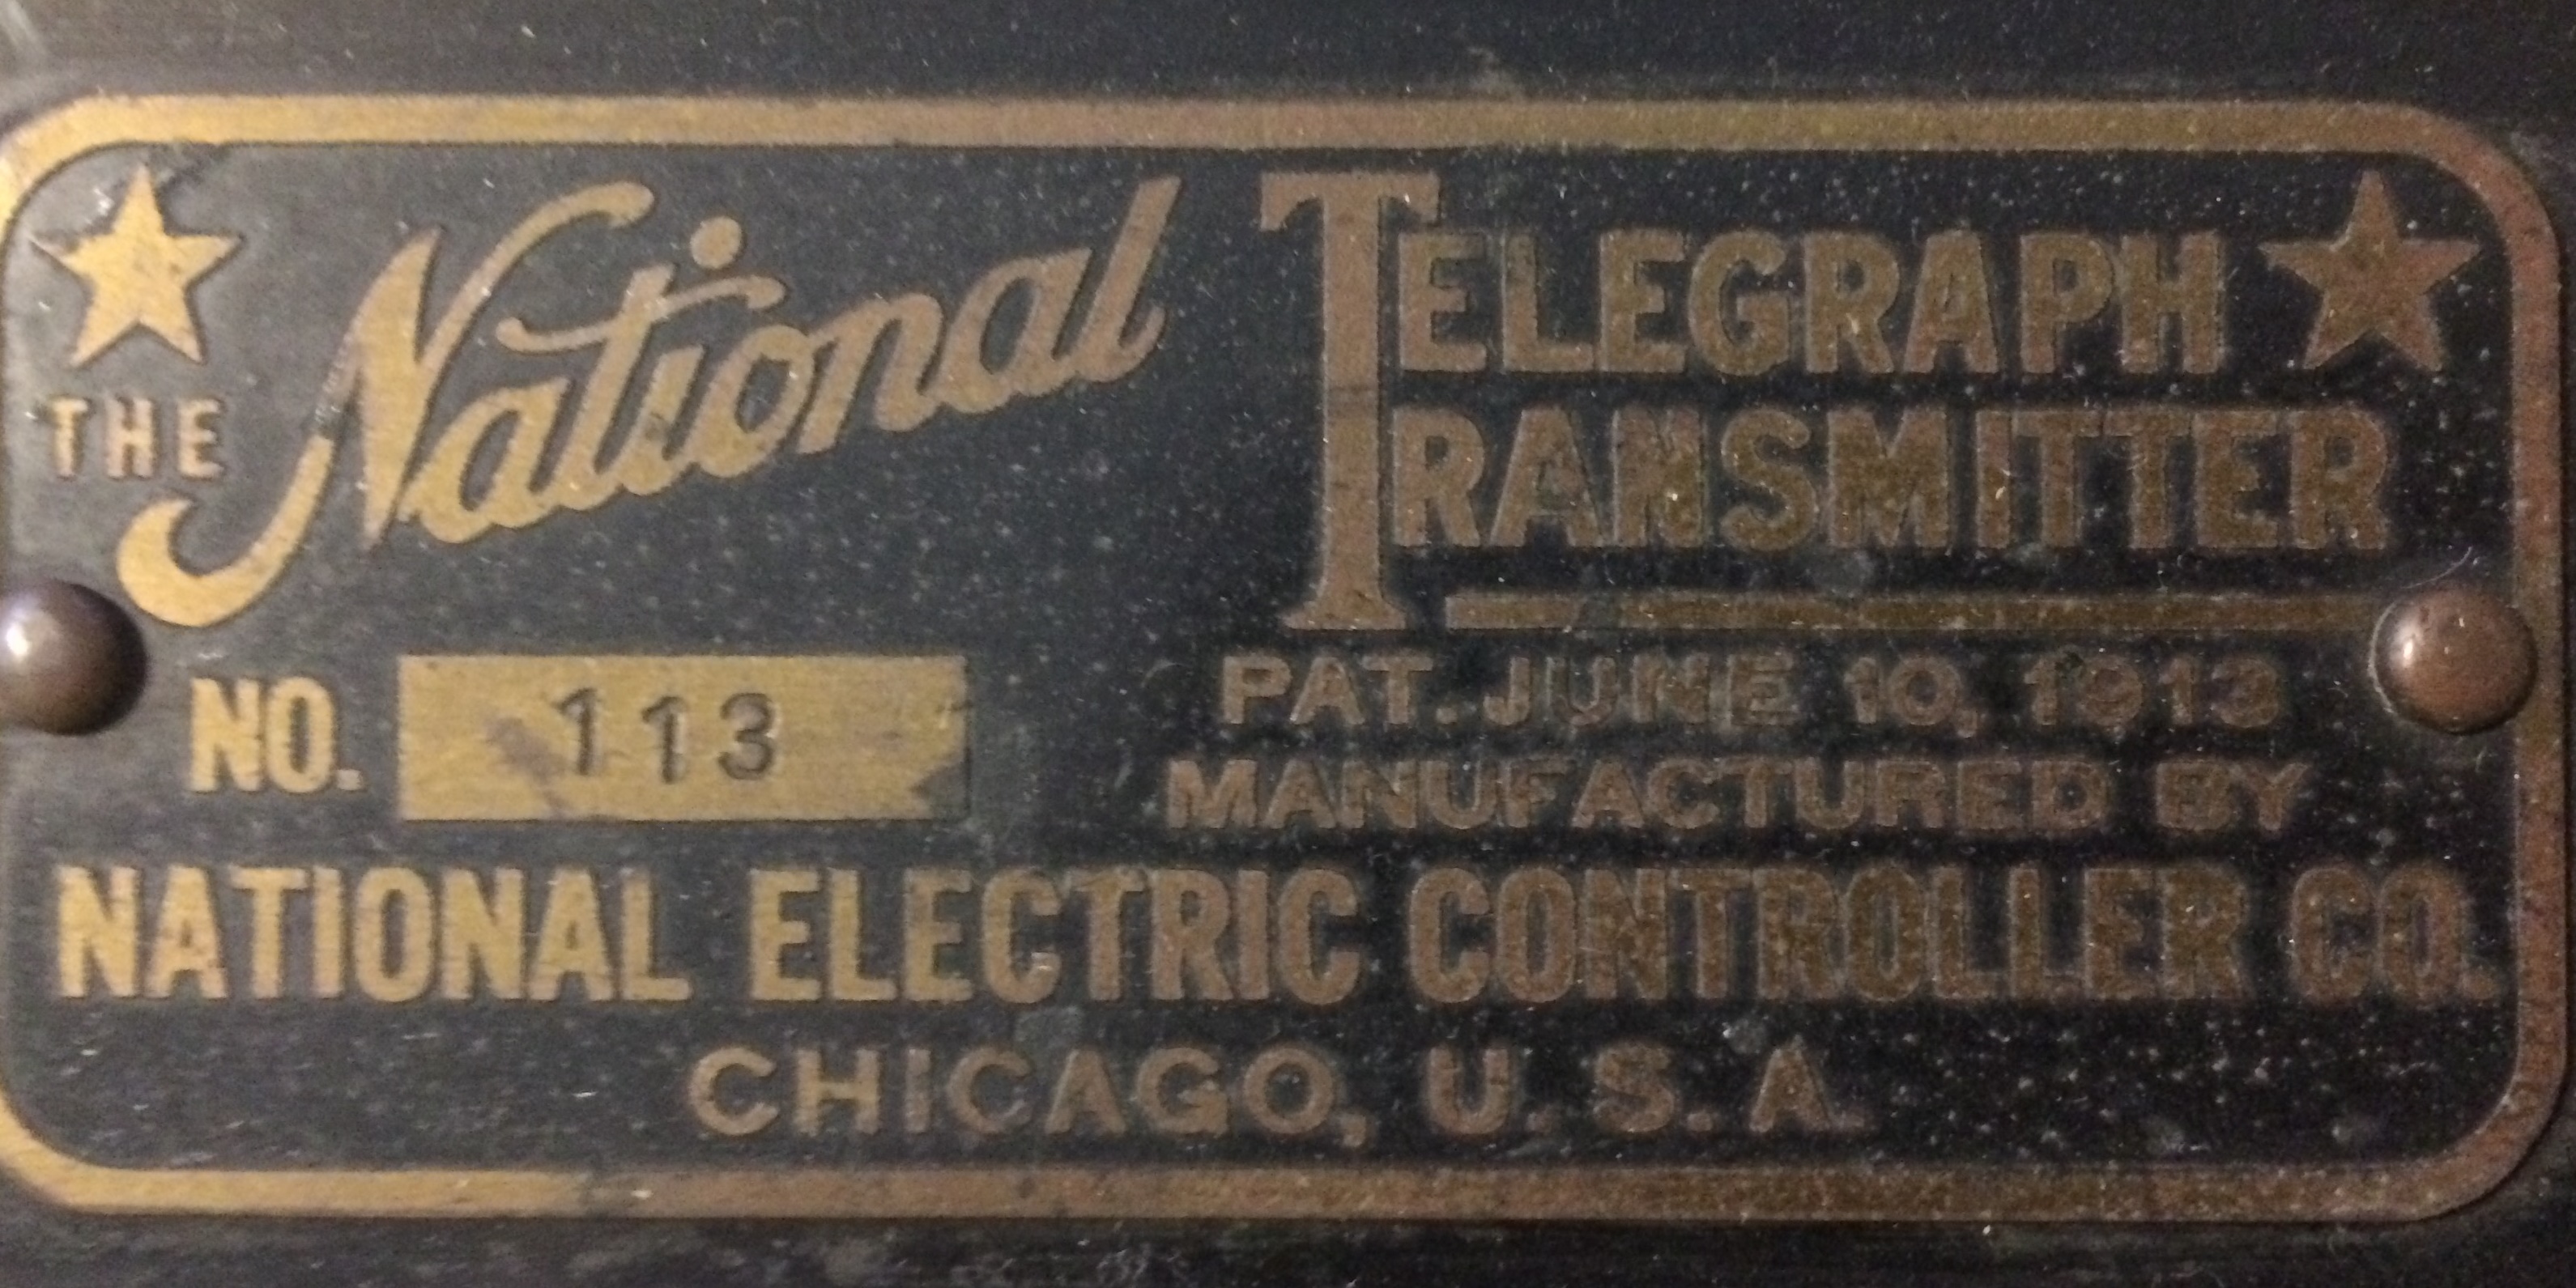 THE National TELEGRAPH
TRANSMITTER
NO. 113
PAT. JUNE 10, 1913
MANUFACTURED BY
NATIONAL ELECTRIC CONTROLLER CO.
CHICAGO, U.S.A.